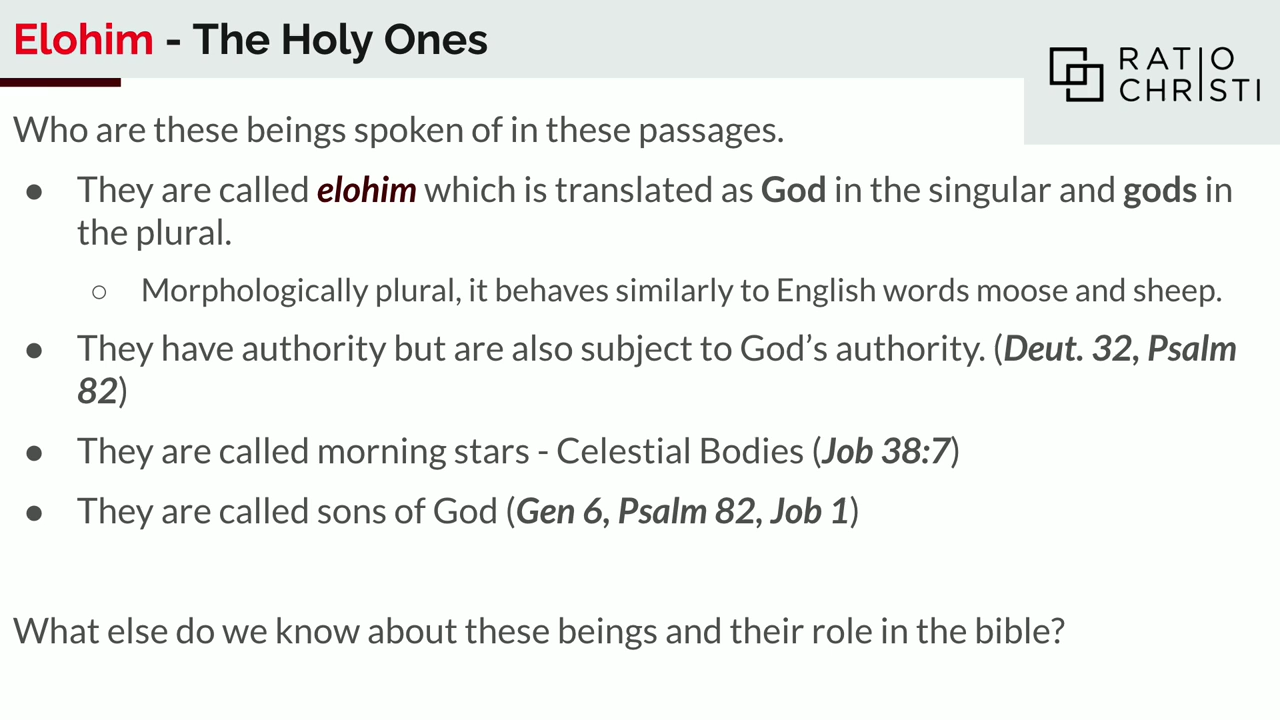 Elohim - The Holy Ones
RATIO
CHRISTI
Who are these beings spoken of in these passages.
● They are called elohim which is translated as God in the singular and gods in
the plural.
○ Morphologically plural, it behaves similarly to English words moose and sheep.
● They have authority but are also subject to God’s authority. (Deut. 32, Psalm
82)
● They are called morning stars - Celestial Bodies (Job 38:7)
● They are called sons of God (Gen 6, Psalm 82, Job 1)
What else do we know about these beings and their role in the bible?